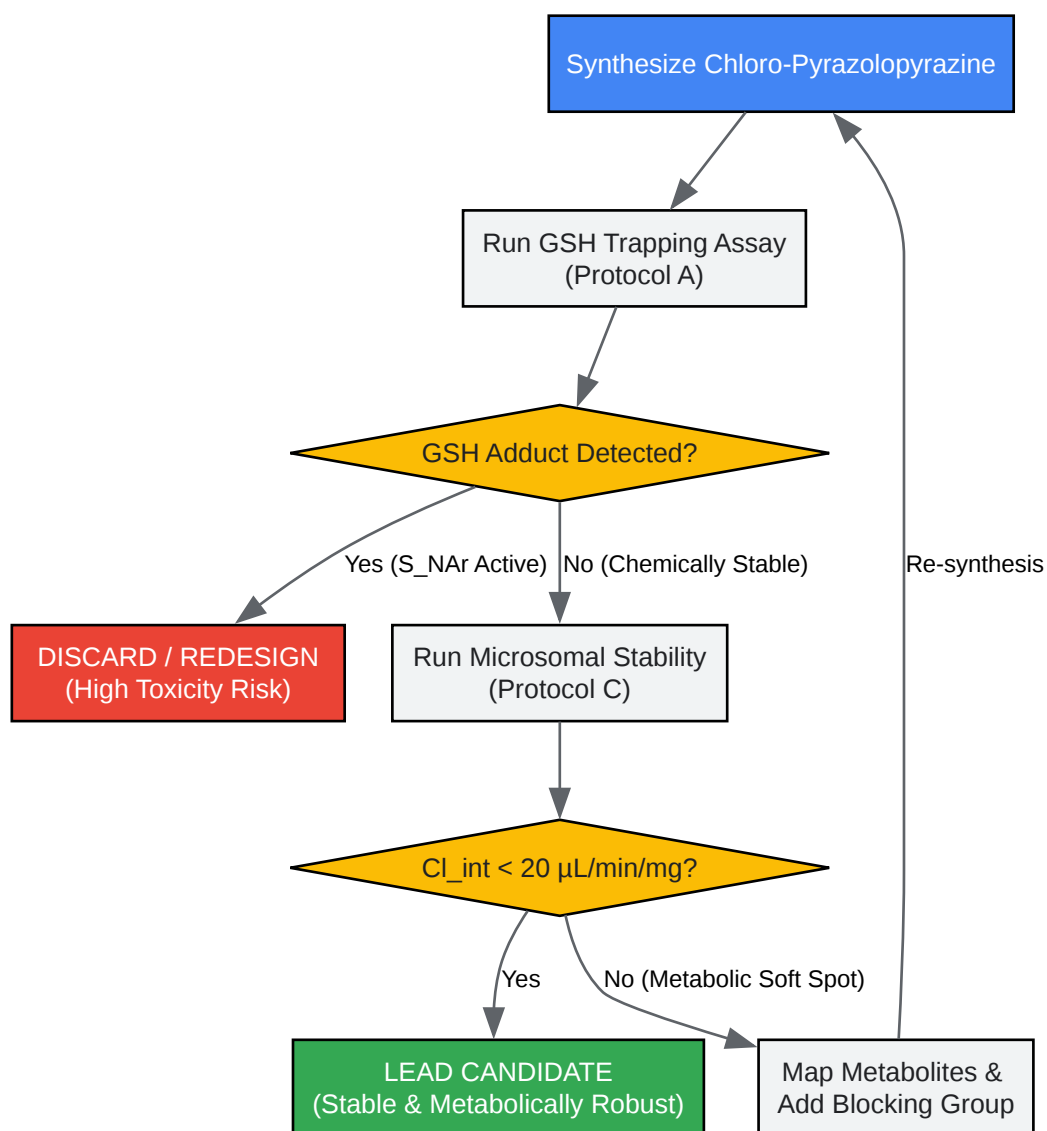 Synthesize Chloro-Pyrazolopyrazine
Run GSH Trapping Assay
(Protocol A)
GSH Adduct Detected?
Yes (S_NAr Active)
No (Chemically Stable)
Re-synthesis
DISCARD / REDESIGN
(High Toxicity Risk)
Run Microsomal Stability
(Protocol C)
Cl_int < 20 µL/min/mg?
Yes
No (Metabolic Soft Spot)
LEAD CANDIDATE
(Stable & Metabolically Robust)
Map Metabolites &
Add Blocking Group